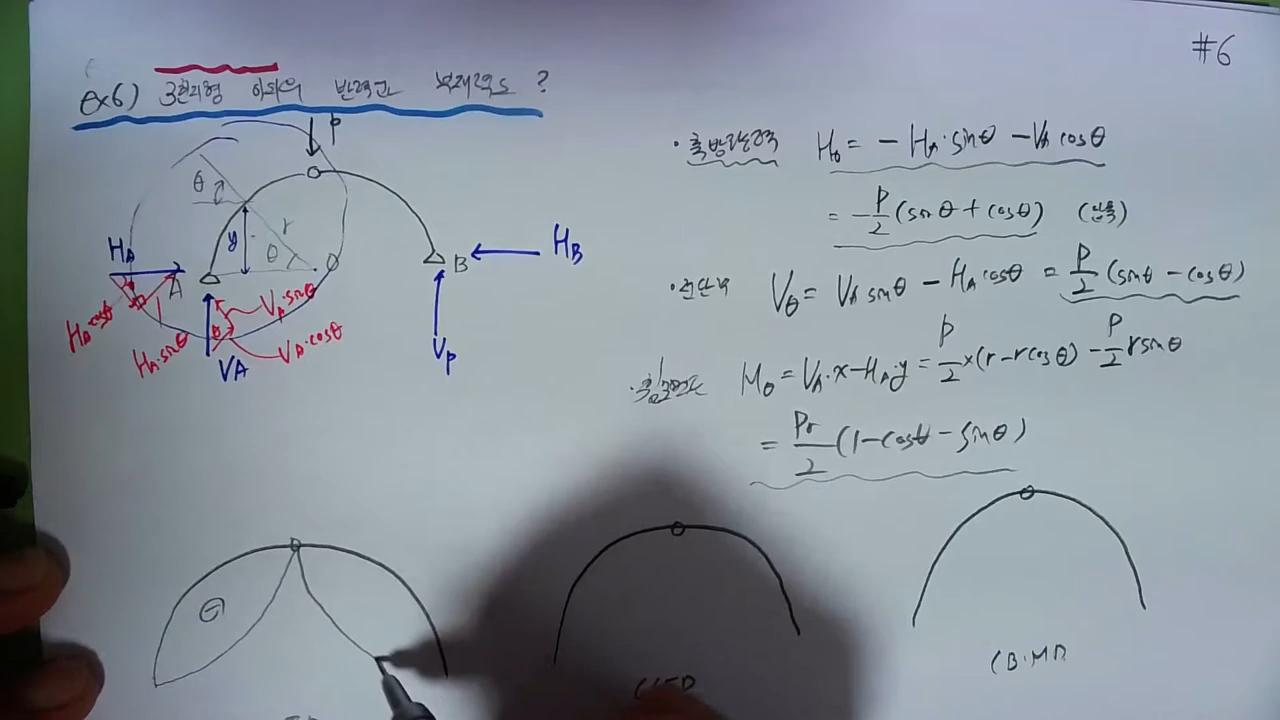 #6
ex6) 3힌지형 아치의 반력과 부재력도 ?
P
θ
r
y
θ
H_A
A
B
H_B
V_A·sinθ
H_A cosθ
H_A·sinθ
θ
V_A·cosθ
V_A
V_P
·축방향력 H_θ = - H_A·sinθ - V_A cosθ
= -P/2 (sinθ + cosθ) (압축)
·전단력 V_θ = V_A sinθ - H_A cosθ = P/2 (sinθ - cosθ)
·휨모멘트 M_θ = V_A·x - H_A·y = P/2 × (r - r cosθ) - P/2 r sinθ
= Pr/2 (1 - cosθ - sinθ)
⊖
(B.M.D